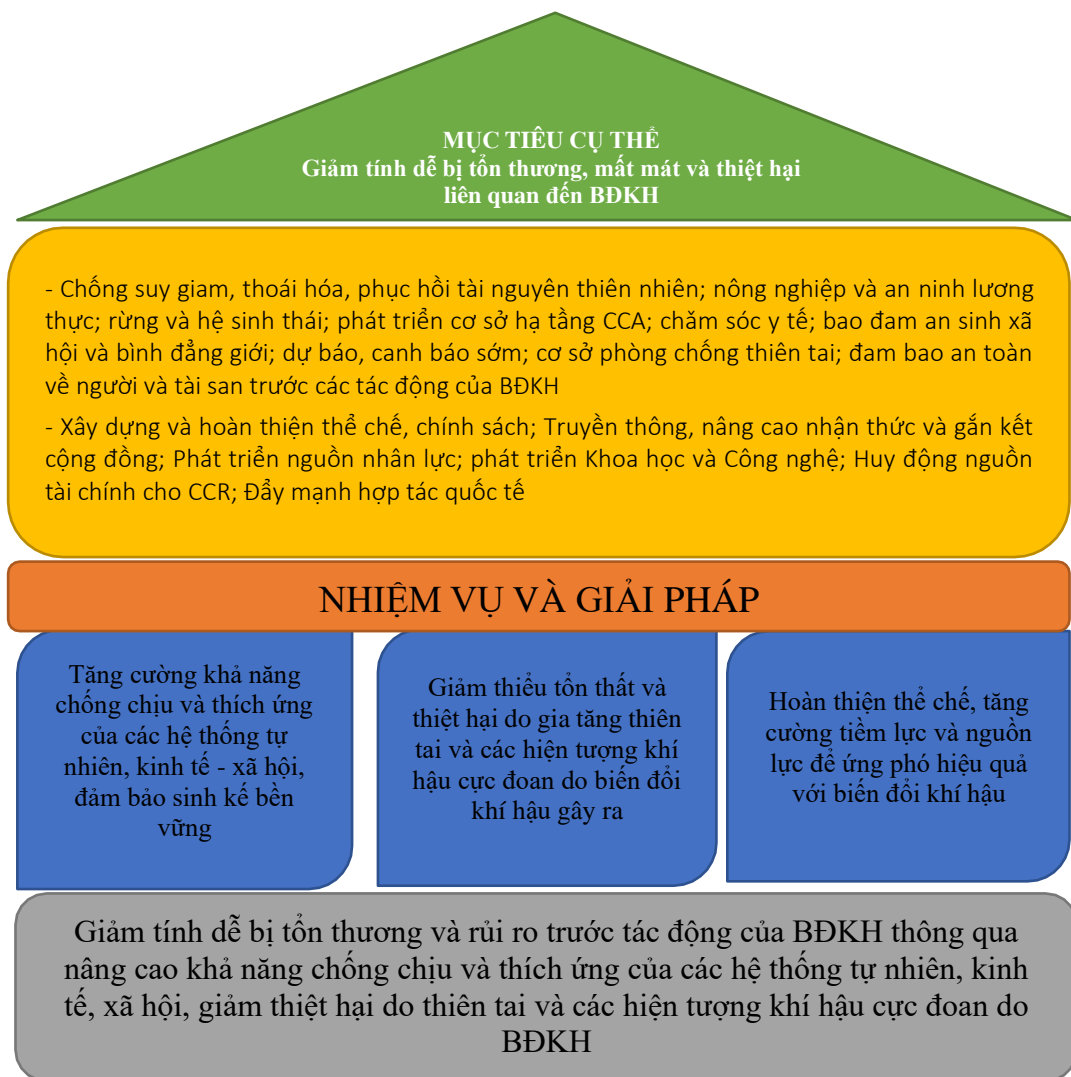 MỤC TIÊU CỤ THỂ
Giảm tính dễ bị tổn thương, mất mát và thiệt hại
liên quan đến BĐKH
- Chống suy giam, thoái hóa, phục hồi tài nguyên thiên nhiên; nông nghiệp và an ninh lương
thực; rừng và hệ sinh thái; phát triển cơ sở hạ tầng CCA; chăm sóc y tế; bao đam an sinh xã
hội và bình đẳng giới; dự báo, canh báo sớm; cơ sở phòng chống thiên tai; đam bao an toàn
về người và tài san trước các tác động của BĐKH
- Xây dựng và hoàn thiện thể chế, chính sách; Truyền thông, nâng cao nhận thức và gắn kết
cộng đồng; Phát triển nguồn nhân lực; phát triển Khoa học và Công nghệ; Huy động nguồn
tài chính cho CCR; Đẩy mạnh hợp tác quốc tế
NHIỆM VỤ VÀ GIẢI PHÁP
Tăng cường khả năng
chống chịu và thích ứng
của các hệ thống tự
nhiên, kinh tế - xã hội,
đảm bảo sinh kế bền
vững
Giảm thiểu tổn thất và
thiệt hại do gia tăng thiên
tai và các hiện tượng khí
hậu cực đoan do biến đổi
khí hậu gây ra
Hoàn thiện thể chế, tăng
cường tiềm lực và nguồn
lực để ứng phó hiệu quả
với biến đổi khí hậu
Giảm tính dễ bị tổn thương và rủi ro trước tác động của BĐKH thông qua
nâng cao khả năng chống chịu và thích ứng của các hệ thống tự nhiên, kinh
tế, xã hội, giảm thiệt hại do thiên tai và các hiện tượng khí hậu cực đoan do
BĐKH